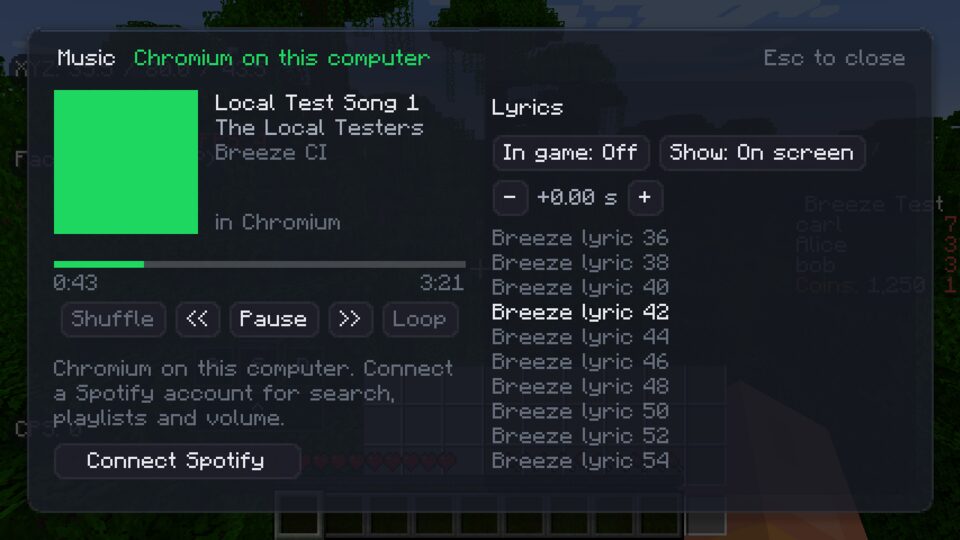 Music Chromium on this computer
Esc to close
Local Test Song 1
The Local Testers
Breeze CI
in Chromium
0:43
3:21
Shuffle
<<
Pause
>>
Loop
Chromium on this computer. Connect
a Spotify account for search,
playlists and volume.
Connect Spotify
Lyrics
In game: Off
Show: On screen
-
+0.00 s
+
Breeze lyric 36
Breeze lyric 38
Breeze lyric 40
Breeze lyric 42
Breeze lyric 44
Breeze lyric 46
Breeze lyric 48
Breeze lyric 50
Breeze lyric 52
Breeze lyric 54
Breeze Test
carl 7
Alice 3
bob 3
Coins: 1,250 1